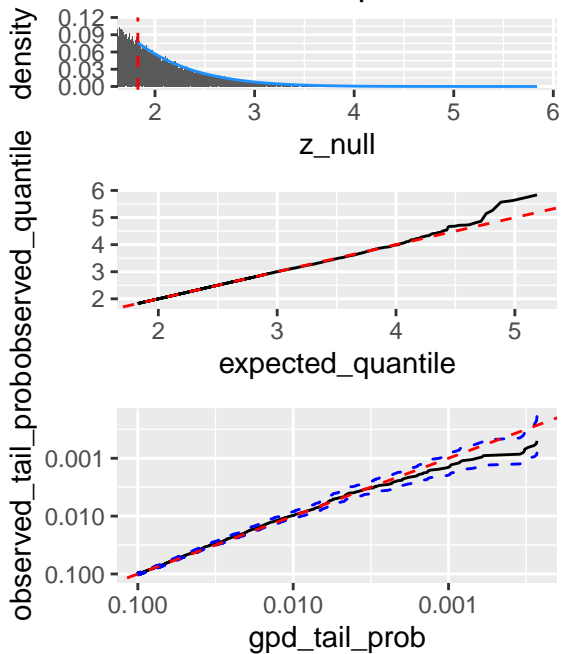 0.12
0.09
0.06
0.03
0.00
density
2 3 4 5 6
z_null
6
5
4
3
2
observed_quantile
2 3 4 5
expected_quantile
0.001
0.010
0.100
observed_tail_prob
0.100 0.010 0.001
gpd_tail_prob